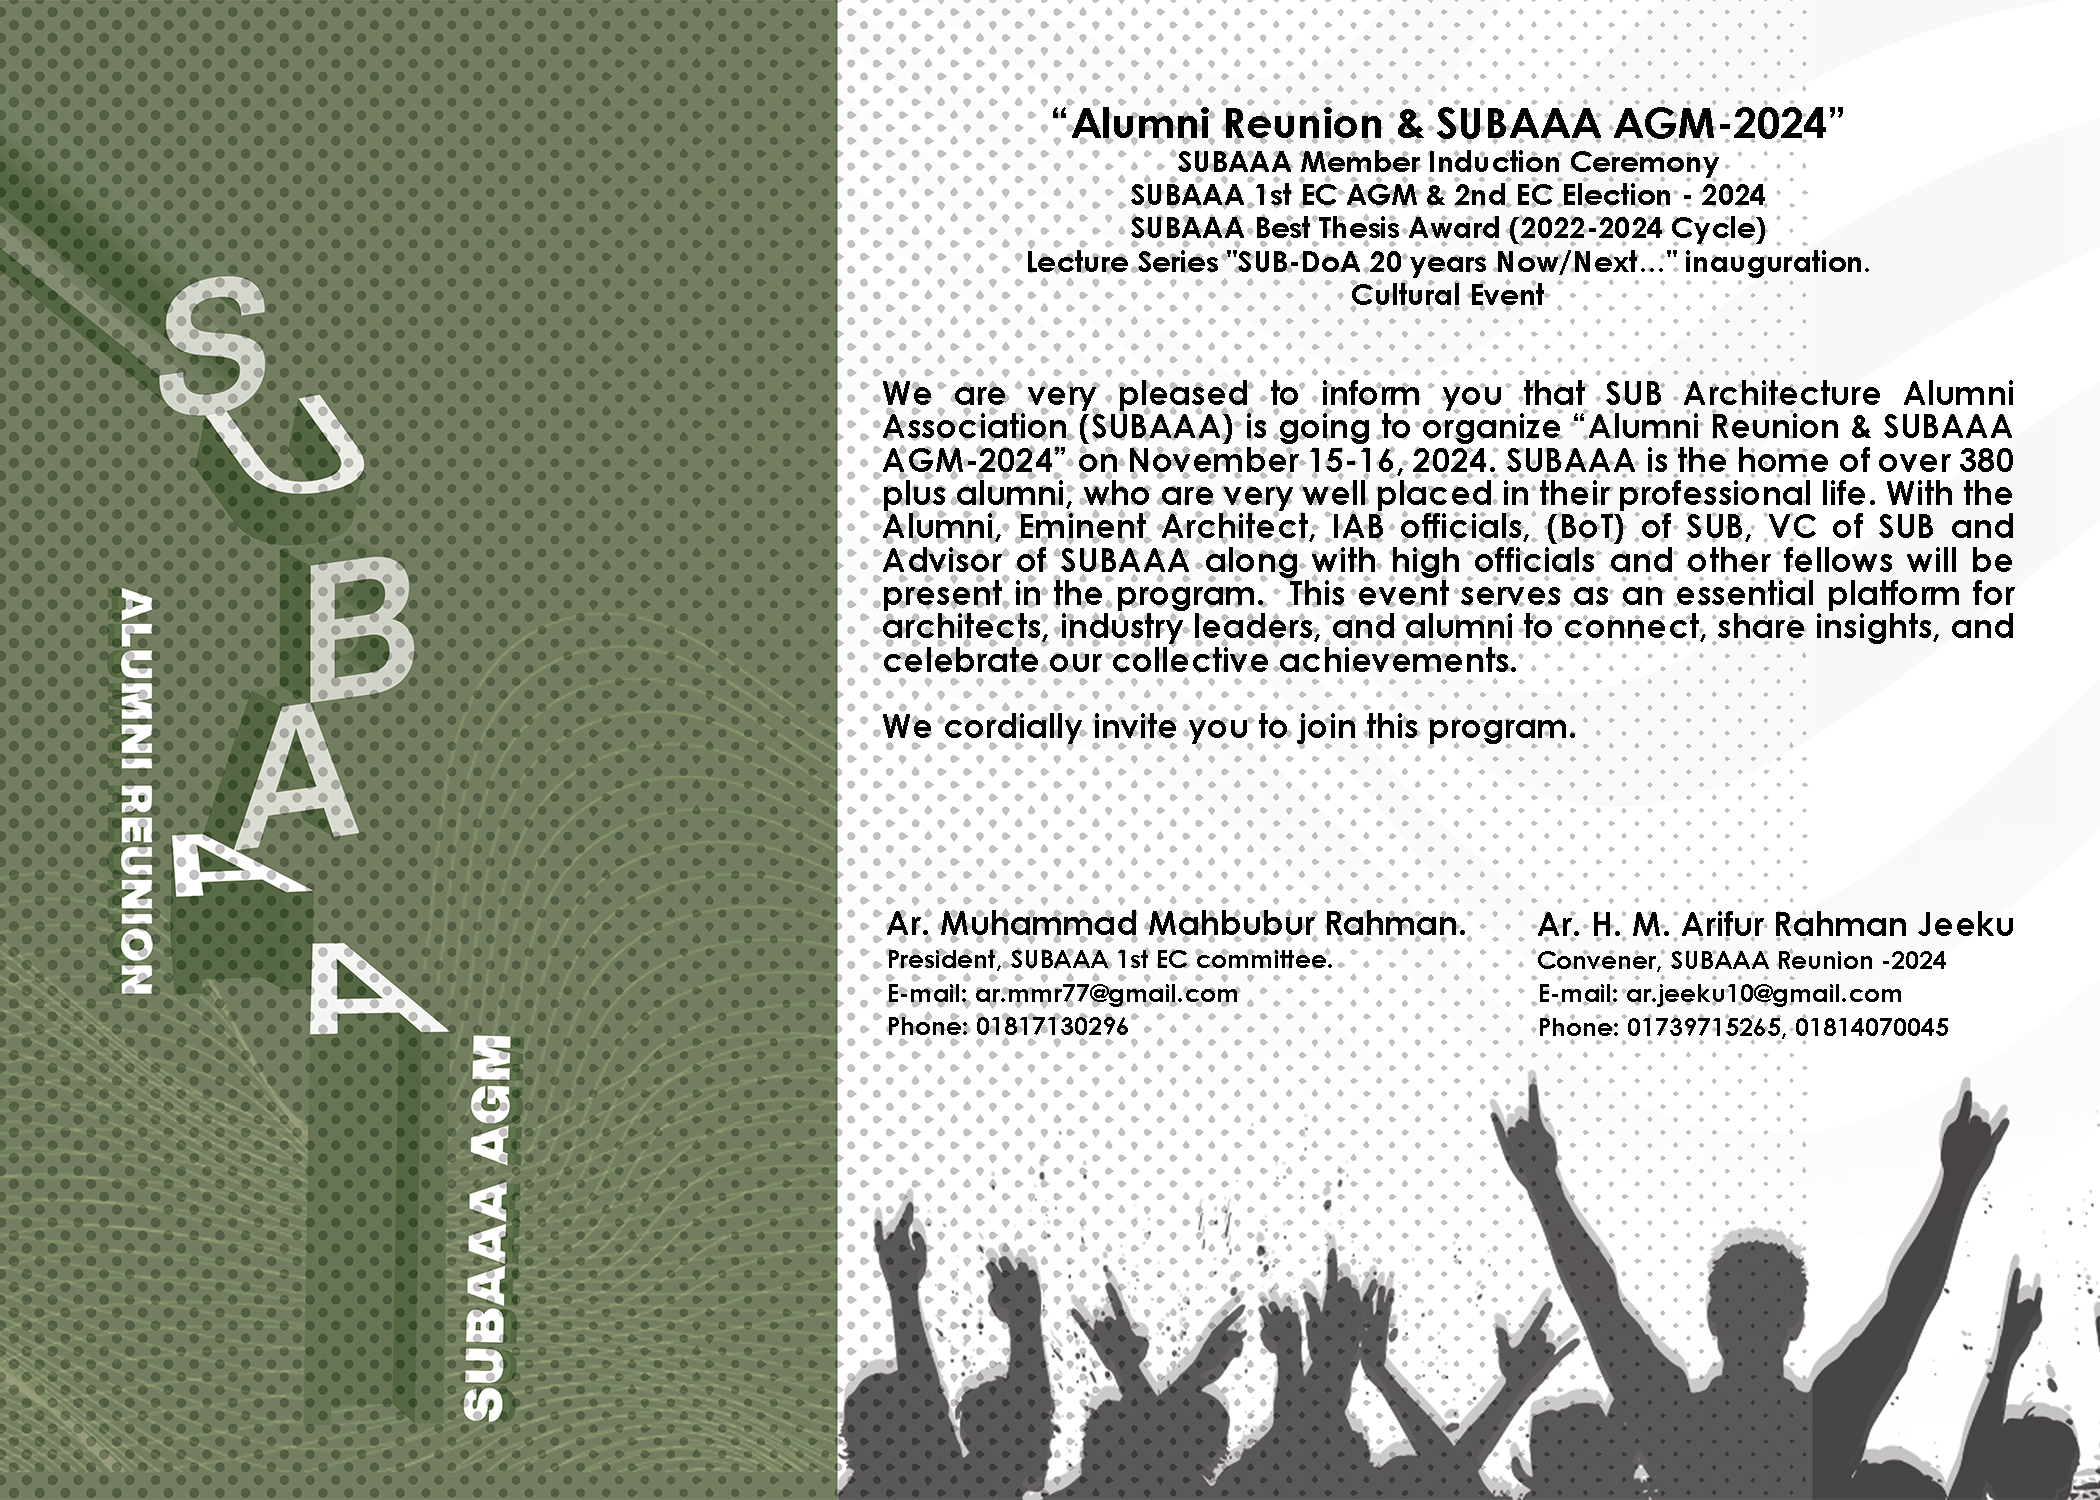 SUBAAA
ALUMNI REUNION
SUBAAA AGM
“Alumni Reunion & SUBAAA AGM-2024”
SUBAAA Member Induction Ceremony
SUBAAA 1st EC AGM & 2nd EC Election - 2024
SUBAAA Best Thesis Award (2022-2024 Cycle)
Lecture Series "SUB-DoA 20 years Now/Next..." inauguration.
Cultural Event
We are very pleased to inform you that SUB Architecture Alumni
Association (SUBAAA) is going to organize “Alumni Reunion & SUBAAA
AGM-2024” on November 15-16, 2024. SUBAAA is the home of over 380
plus alumni, who are very well placed in their professional life. With the
Alumni, Eminent Architect, IAB officials, (BoT) of SUB, VC of SUB and
Advisor of SUBAAA along with high officials and other fellows will be
present in the program. This event serves as an essential platform for
architects, industry leaders, and alumni to connect, share insights, and
celebrate our collective achievements.
We cordially invite you to join this program.
Ar. Muhammad Mahbubur Rahman.
President, SUBAAA 1st EC committee.
E-mail: ar.mmr77@gmail.com
Phone: 01817130296
Ar. H. M. Arifur Rahman Jeeku
Convener, SUBAAA Reunion -2024
E-mail: ar.jeeku10@gmail.com
Phone: 01739715265, 01814070045